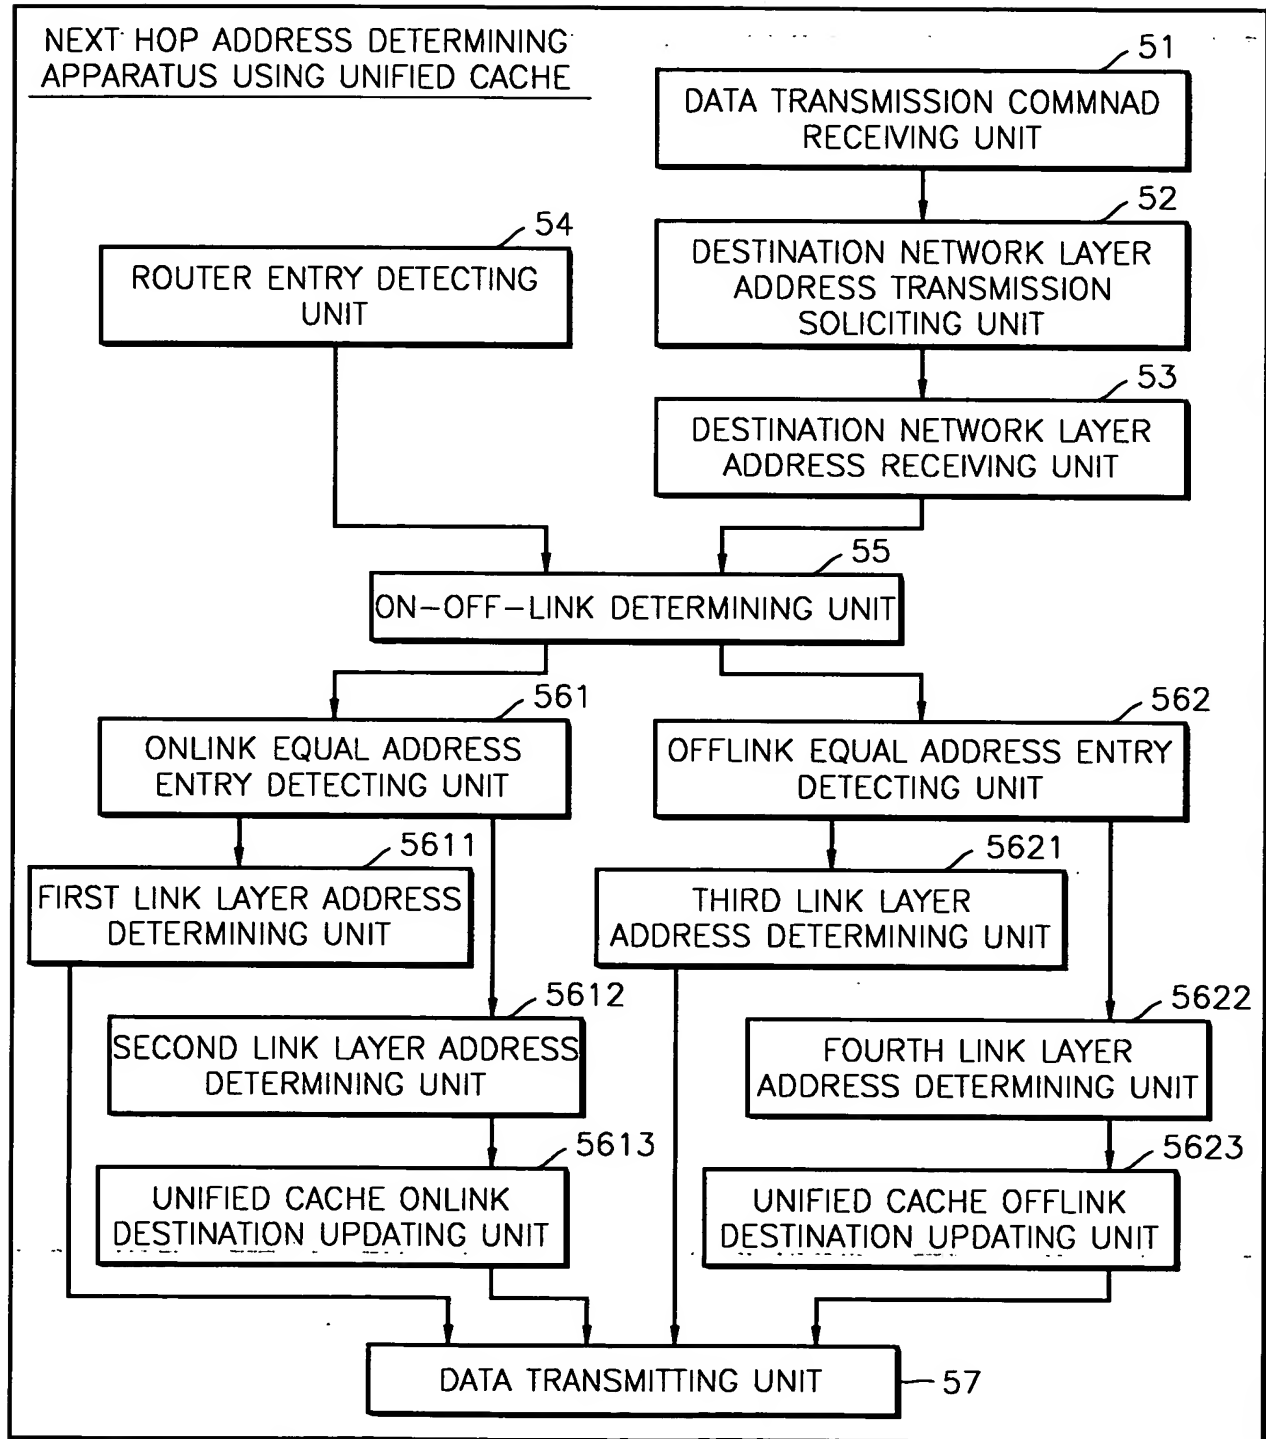 NEXT HOP ADDRESS DETERMINING
APPARATUS USING UNIFIED CACHE
51
DATA TRANSMISSION COMMNAD
RECEIVING UNIT
52
DESTINATION NETWORK LAYER
ADDRESS TRANSMISSION
SOLICITING UNIT
54
ROUTER ENTRY DETECTING
UNIT
53
DESTINATION NETWORK LAYER
ADDRESS RECEIVING UNIT
55
ON-OFF-LINK DETERMINING UNIT
561
ONLINK EQUAL ADDRESS
ENTRY DETECTING UNIT
562
OFFLINK EQUAL ADDRESS ENTRY
DETECTING UNIT
5611
FIRST LINK LAYER ADDRESS
DETERMINING UNIT
5621
THIRD LINK LAYER
ADDRESS DETERMINING UNIT
5612
SECOND LINK LAYER ADDRESS
DETERMINING UNIT
5622
FOURTH LINK LAYER
ADDRESS DETERMINING UNIT
5613
UNIFIED CACHE ONLINK
DESTINATION UPDATING UNIT
5623
UNIFIED CACHE OFFLINK
DESTINATION UPDATING UNIT
DATA TRANSMITTING UNIT
57